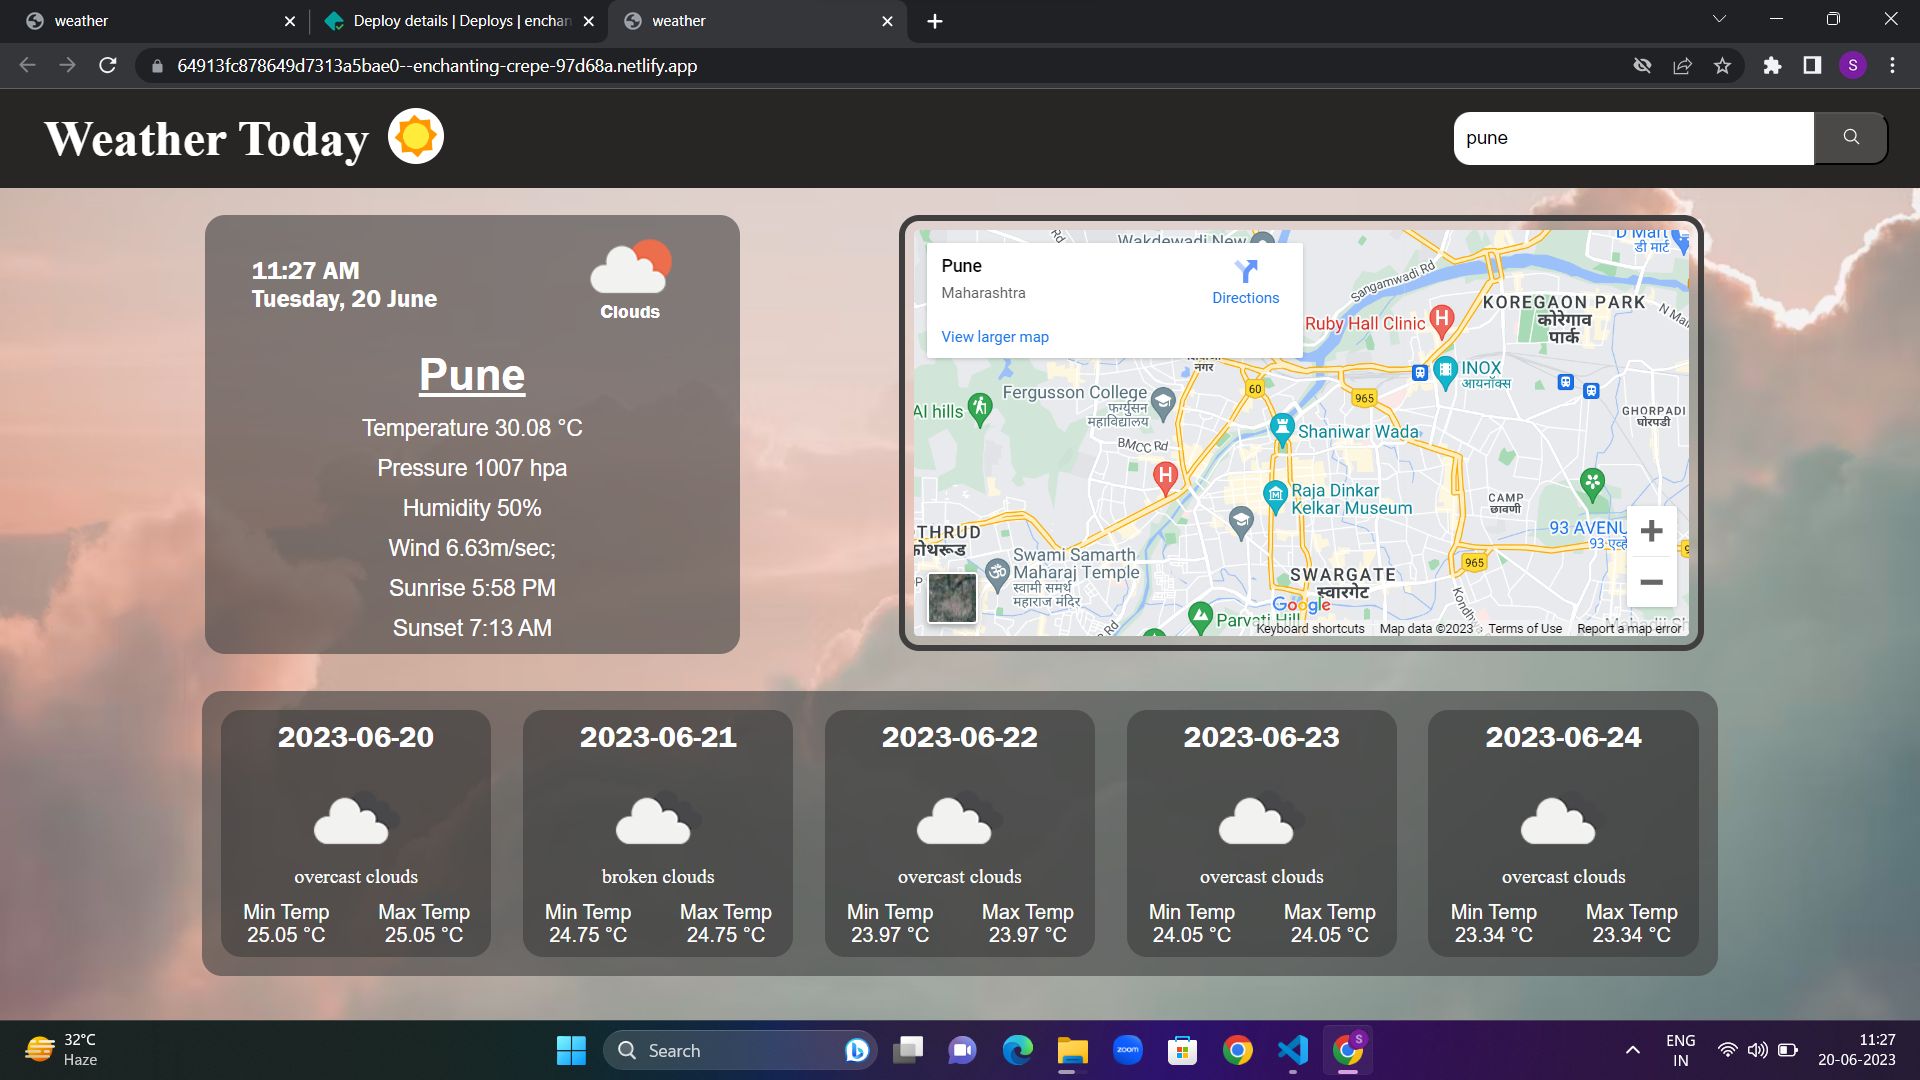 weather
Deploy details | Deploys | enchan
weather
64913fc878649d7313a5bae0--enchanting-crepe-97d68a.netlify.app
S
Weather Today
pune
11:27 AM
Tuesday, 20 June
Clouds
Pune
Temperature 30.08 °C
Pressure 1007 hpa
Humidity 50%
Wind 6.63m/sec;
Sunrise 5:58 PM
Sunset 7:13 AM
Pune
Maharashtra
Directions
View larger map
Rd
Wakdewadi New
D Mart
डी मार्ट
Sangamwadi Rd
KOREGAON PARK
कोरेगाव
पार्क
N Main
Ruby Hall Clinic
H
नगर
INOX
आयनॉक्स
60
965
Fergusson College
फर्ग्युसन
महाविद्यालय
AI hills
GHORPADI
घोरपडी
BMCC Rd
Shaniwar Wada
H
Raja Dinkar
Kelkar Museum
CAMP
छावणी
93 AVENU
THRUD
कोथरूड
Swami Samarth
Maharaj Temple
स्वामी समर्थ
महाराज मंदिर
965
SWARGATE
स्वारगेट
Google
Parvati Hill
Rd
Keyboard shortcuts
Map data ©2023
Terms of Use
Report a map error
2023-06-20
overcast clouds
Min Temp
25.05 °C
Max Temp
25.05 °C
2023-06-21
broken clouds
Min Temp
24.75 °C
Max Temp
24.75 °C
2023-06-22
overcast clouds
Min Temp
23.97 °C
Max Temp
23.97 °C
2023-06-23
overcast clouds
Min Temp
24.05 °C
Max Temp
24.05 °C
2023-06-24
overcast clouds
Min Temp
23.34 °C
Max Temp
23.34 °C
32°C
Haze
Search
zoom
S
ENG
IN
11:27
20-06-2023